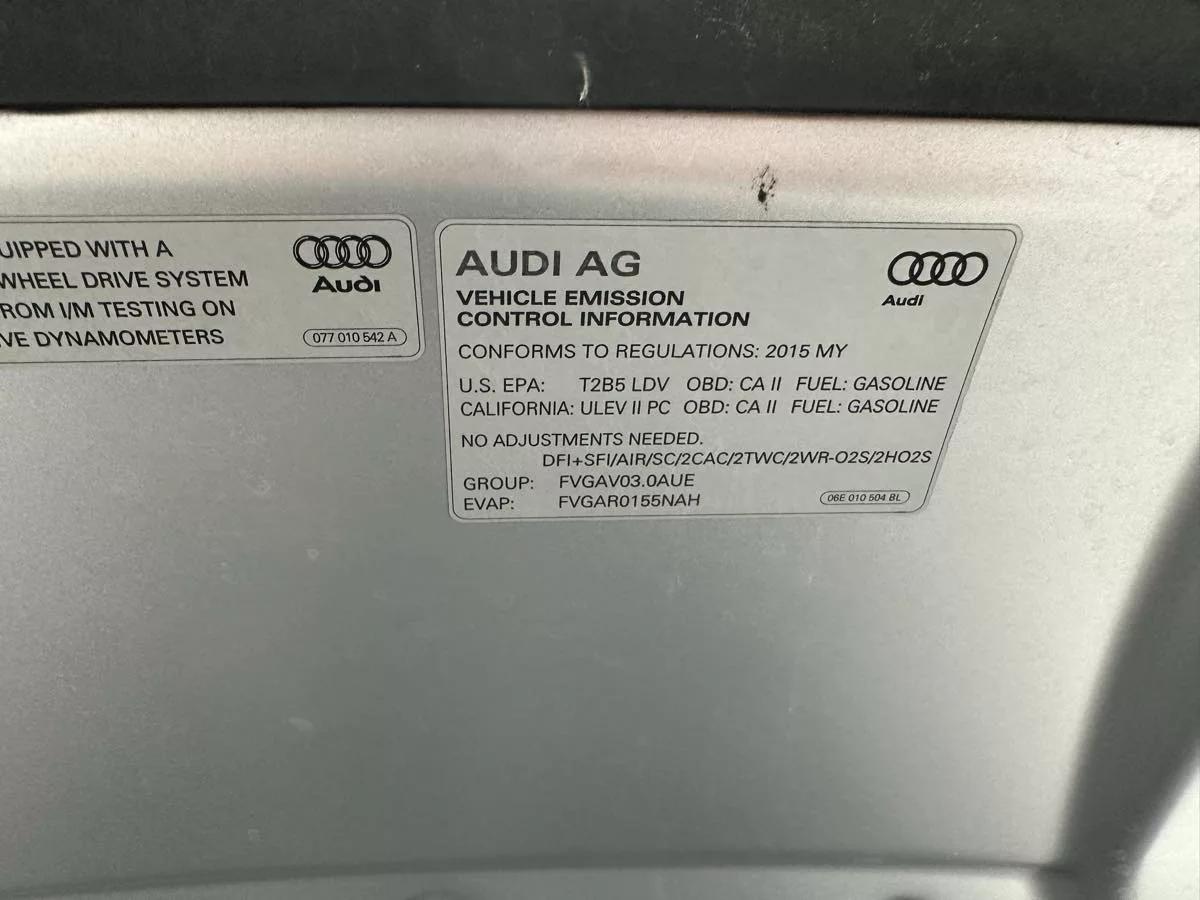 UIPPED WITH A
WHEEL DRIVE SYSTEM
ROM I/M TESTING ON
VE DYNAMOMETERS
Audi
077 010 542 A
AUDI AG
Audi
VEHICLE EMISSION
CONTROL INFORMATION
CONFORMS TO REGULATIONS: 2015 MY
U.S. EPA: T2B5 LDV OBD: CA II FUEL: GASOLINE
CALIFORNIA: ULEV II PC OBD: CA II FUEL: GASOLINE
NO ADJUSTMENTS NEEDED.
DFI+SFI/AIR/SC/2CAC/2TWC/2WR-O2S/2HO2S
GROUP: FVGAV03.0AUE
EVAP: FVGAR0155NAH
06E 010 504 BL